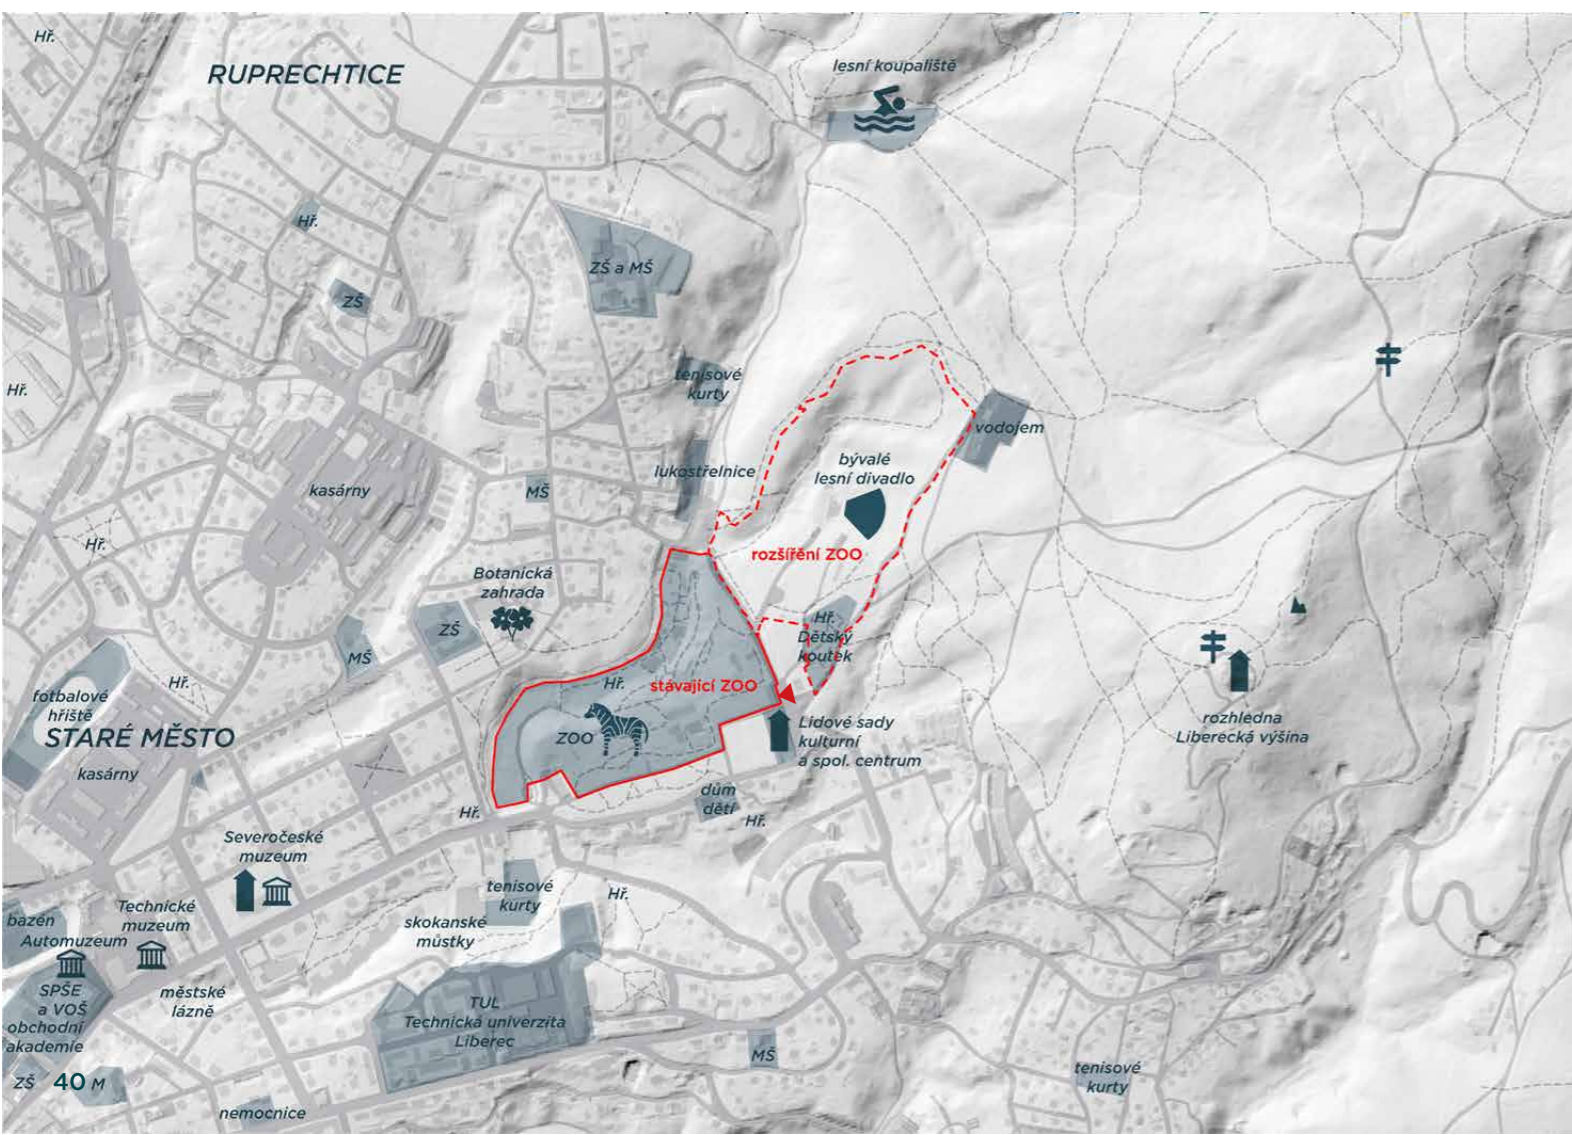 Hř.
RUPRECHTICE
lesní koupaliště
Hř.
ZŠ a MŠ
ZŠ
Hř.
tenisové
kurty
vodojem
bývalé
lesní divadlo
lukostřelnice
kasárny
MŠ
Hř.
rozšířění ZOO
Botanická
zahrada
ZŠ
MŠ
Hř.
Dětský
koutek
Hř.
Hř.
stávající ZOO
fotbalové
hřiště
STARÉ MĚSTO
kasárny
ZOO
Lidové sady
kulturní
a spol. centrum
rozhledna
Liberecká výšina
dům
dětí
Hř.
Hř.
Severočeské
muzeum
tenisové
kurty
Hř.
skokanské
můstky
Technické
muzeum
bazén
Automuzeum
SPŠE
a VOŠ
obchodní
akademie
městské
lázně
TUL
Technická univerzita
Liberec
MŠ
tenisové
kurty
ZŠ
40 M
nemocnice